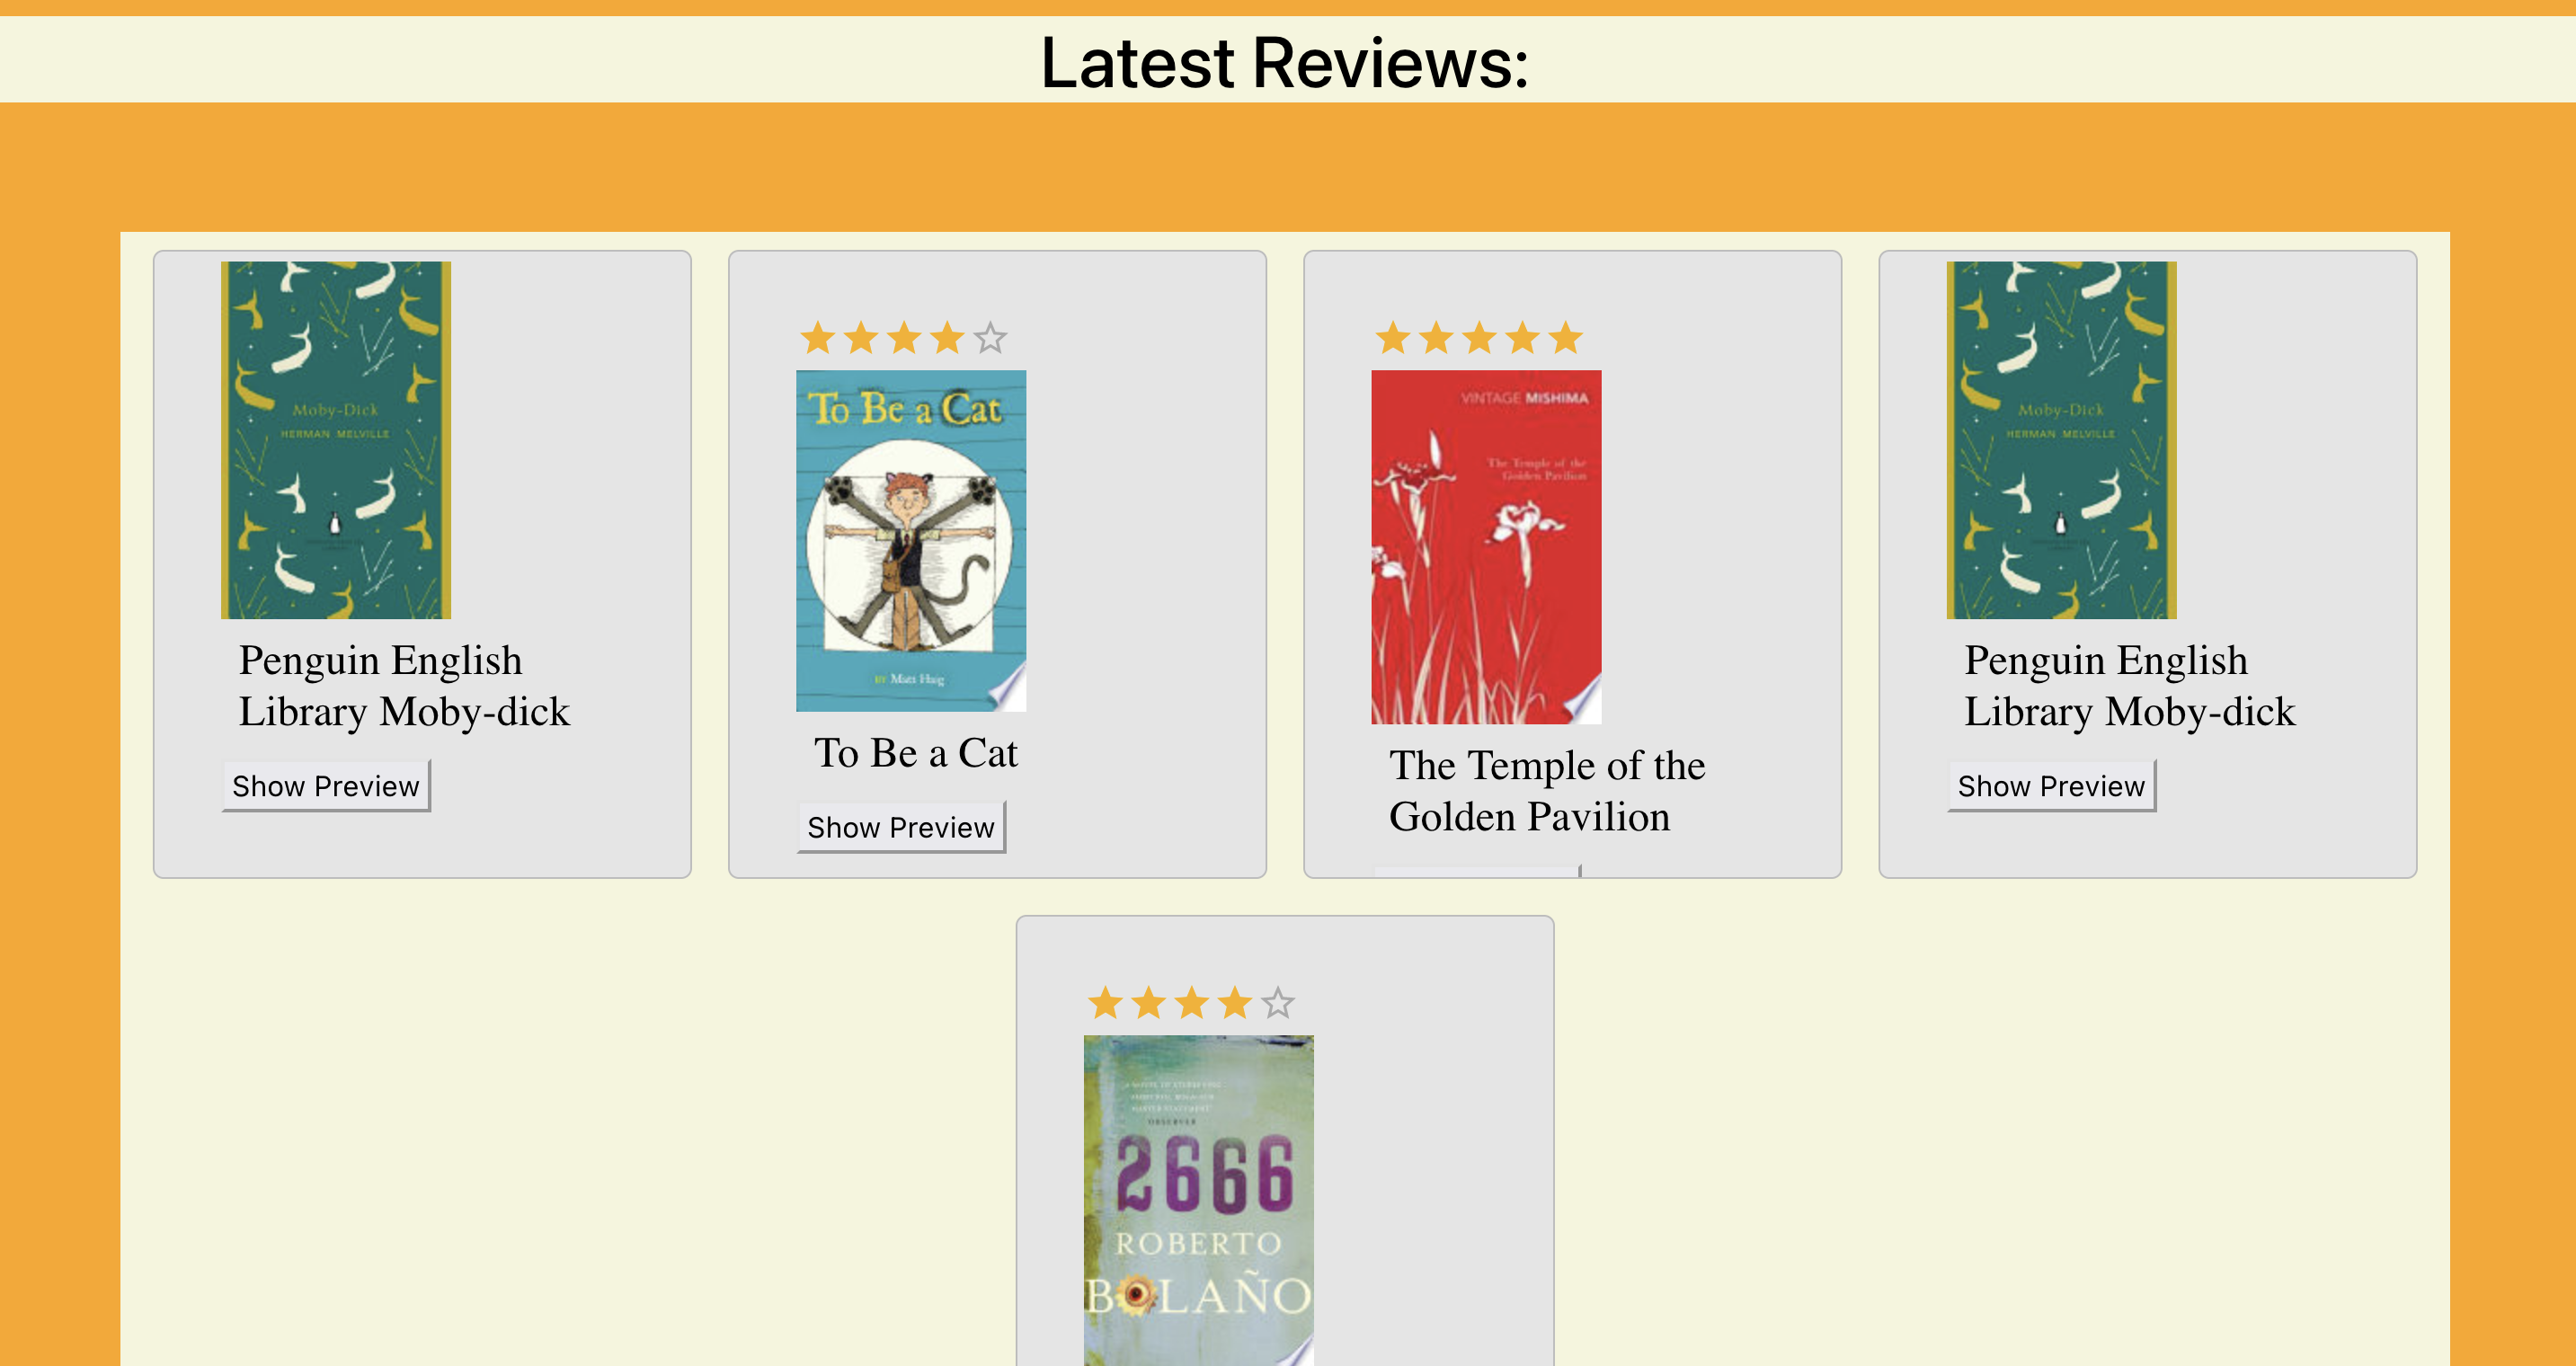 Latest Reviews:
Moby-Dick
HERMAN MELVILLE
Penguin English
Library Moby-dick
Show Preview
To Be a Cat
BY Matt Haig
To Be a Cat
Show Preview
VINTAGE MISHIMA
The Temple of the
Golden Pavilion
The Temple of the
Golden Pavilion
Moby-Dick
HERMAN MELVILLE
Penguin English
Library Moby-dick
Show Preview
OBSERVER
2666
ROBERTO
BOLAÑO